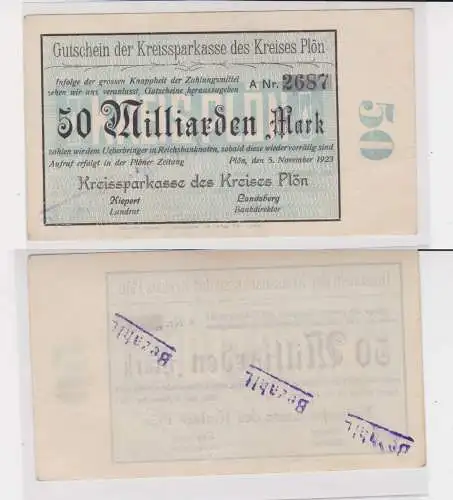 Gutschein der Kreissparkasse des Kreises Plön
Infolge der grossen Knappheit der Zahlungsmittel
sehen wir uns veranlasst, Gutscheine herauszugeben
A Nr. 2687
50 Milliarden Mark
50
zahlen wir dem Ueberbringer in Reichsbanknoten, sobald diese wieder vorrätig sind
Aufruf erfolgt in der Plöner Zeitung
Plön, den 5. November 1923
Kreissparkasse des Kreises Plön
Kiepert
Landrat
Landsberg
Bankdirektor
Bezahlt
Bezahlt
Bezahlt